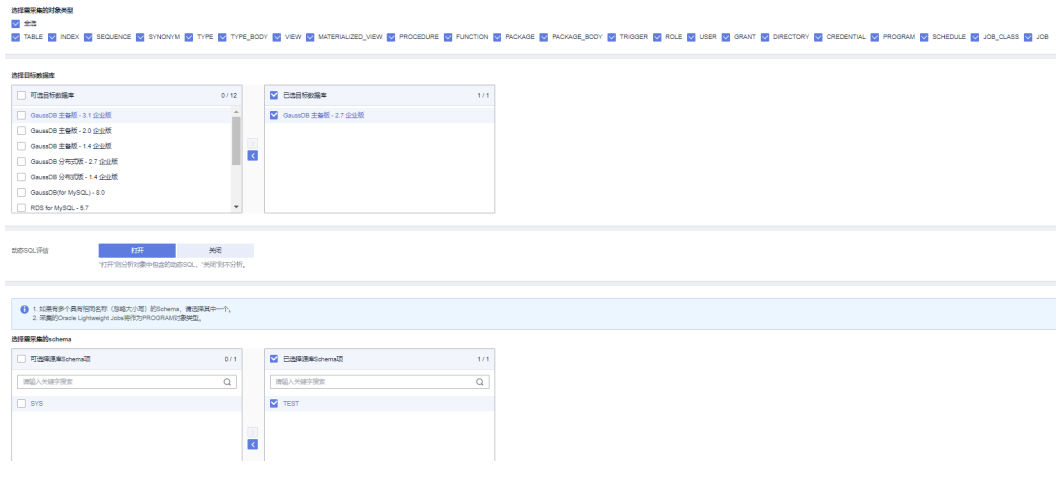 选择需采集的对象类型
全选
TABLE INDEX SEQUENCE SYNONYM TYPE TYPE_BODY VIEW MATERIALIZED_VIEW PROCEDURE FUNCTION PACKAGE PACKAGE_BODY TRIGGER ROLE USER GRANT DIRECTORY CREDENTIAL PROGRAM SCHEDULE JOB_CLASS JOB
选择目标数据库
可选目标数据库 0 / 12
GaussDB 主备版 - 3.1 企业版
GaussDB 主备版 - 2.0 企业版
GaussDB 主备版 - 1.4 企业版
GaussDB 分布式版 - 2.7 企业版
GaussDB 分布式版 - 1.4 企业版
GaussDB(for MySQL) - 8.0
RDS for MySQL - 5.7
已选目标数据库 1 / 1
GaussDB 主备版 - 2.7 企业版
动态SQL评估 打开 关闭
“打开”则分析对象中包含的动态SQL，“关闭”则不分析。
1. 如果有多个具有相同名称（忽略大小写）的Schema，请选择其中一个。
2. 采集的Oracle Lightweight Jobs将作为PROGRAM对象类型。
选择需采集的schema
可选择源库Schema项 0 / 1
请输入关键字搜索
SYS
已选择源库Schema项 1 / 1
请输入关键字搜索
TEST